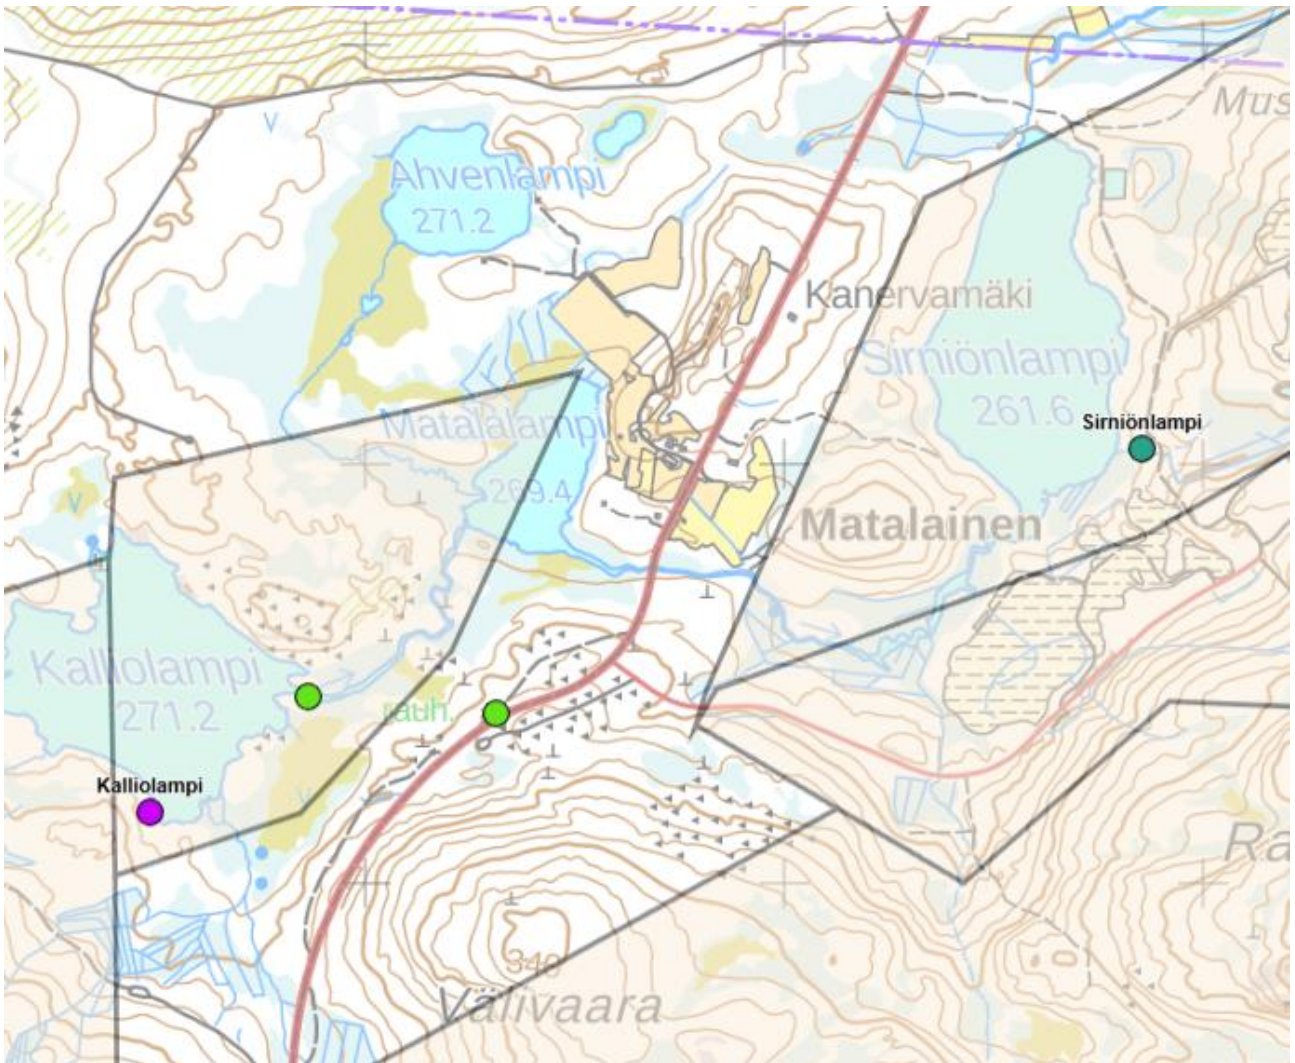 Mus
Ahvenlampi
271.2
Kanervamäki
Sirniönlampi
261.6
Matalalampi
Sirniönlampi
269.4
Matalainen
Kalliolampi
271.2
rauh.
Kalliolampi
Ra
340
Välivaara